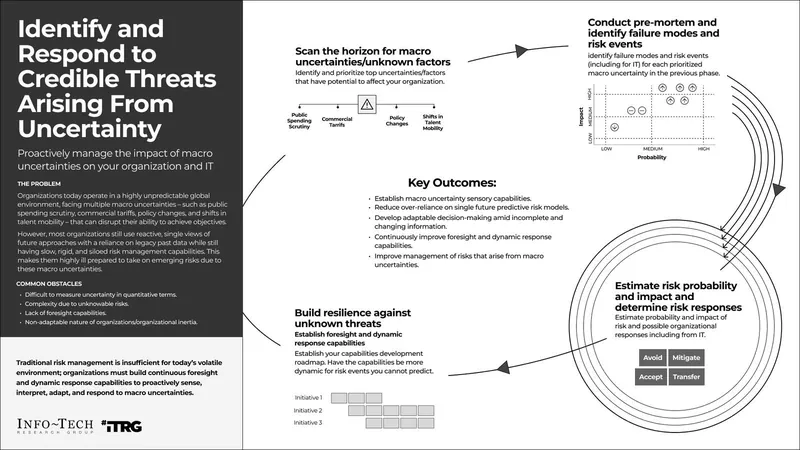 Identify and
Respond to
Credible Threats
Arising From
Uncertainty
Proactively manage the impact of macro
uncertainties on your organization and IT
THE PROBLEM
Organizations today operate in a highly unpredictable global
environment, facing multiple macro uncertainties – such as public
spending scrutiny, commercial tariffs, policy changes, and shifts in
talent mobility – that can disrupt their ability to achieve objectives.
However, most organizations still use reactive, single views of
future approaches with a reliance on legacy past data while still
having slow, rigid, and siloed risk management capabilities. This
makes them highly ill prepared to take on emerging risks due to
these macro uncertainties.
COMMON OBSTACLES
• Difficult to measure uncertainty in quantitative terms.
• Complexity due to unknowable risks.
• Lack of foresight capabilities.
• Non-adaptable nature of organizations/organizational inertia.
Traditional risk management is insufficient for today's volatile
environment; organizations must build continuous foresight
and dynamic response capabilities to proactively sense,
interpret, adapt, and respond to macro uncertainties.
INFO~TECH
RESEARCH GROUP
#iTRG
Scan the horizon for macro
uncertainties/unknown factors
Identify and prioritize top uncertainties/factors
that have potential to affect your organization.
Public
Spending
Scrutiny
Commercial
Tarrifs
Policy
Changes
Shifts in
Talent
Mobility
Conduct pre-mortem and
identify failure modes and
risk events
identify failure modes and risk events
(including for IT) for each prioritized
macro uncertainty in the previous phase.
Impact
HIGH
MEDIUM
LOW
LOW
MEDIUM
HIGH
Probability
Key Outcomes:
• Establish macro uncertainty sensory capabilities.
• Reduce over-reliance on single future predictive risk models.
• Develop adaptable decision-making amid incomplete and
changing information.
• Continuously improve foresight and dynamic response
capabilities.
• Improve management of risks that arise from macro
uncertainties.
Estimate risk probability
and impact and
determine risk responses
Estimate probability and impact of
risk and possible organizational
responses including from IT.
Avoid
Mitigate
Accept
Transfer
Build resilience against
unknown threats
Establish foresight and dynamic
response capabilities
Establish your capabilities development
roadmap. Have the capabilities be more
dynamic for risk events you cannot predict.
Initiative 1
Initiative 2
Initiative 3